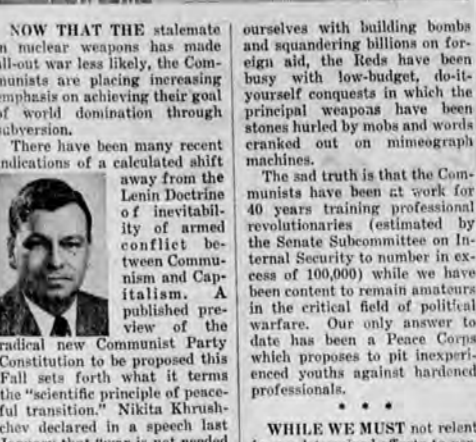 NOW THAT THE stalemate
n nuclear weapons has made
ll-out war less likely, the Com-
unists are placing increasing
mphasis on achieving their goal
f world domination through
ubversion.
There have been many recent
ndications of a calculated shift
away from the
Lenin Doctrine
of inevitabil-
ity of armed
conflict be-
tween Commu-
nism and Cap-
italism. A
published pre-
view of the
radical new Communist Party
Constitution to be proposed this
Fall sets forth what it terms
the "scientific principle of peace-
ful transition." Nikita Khrush-
chev declared in a speech last
ourselves with building bombs
and squandering billions on for-
eign aid, the Reds have been
busy with low-budget, do-it-
yourself conquests in which the
principal weapons have been
stones hurled by mobs and words
cranked out on mimeograph
machines.
The sad truth is that the Com-
munists have been at work for
40 years training professional
revolutionaries (estimated by
the Senate Subcommittee on In-
ternal Security to number in ex-
cess of 100,000) while we have
been content to remain amateurs
in the critical field of political
warfare. Our only answer to
date has been a Peace Corps
which proposes to pit inexperi-
enced youths against hardened
professionals.
* * *
WHILE WE MUST not relent